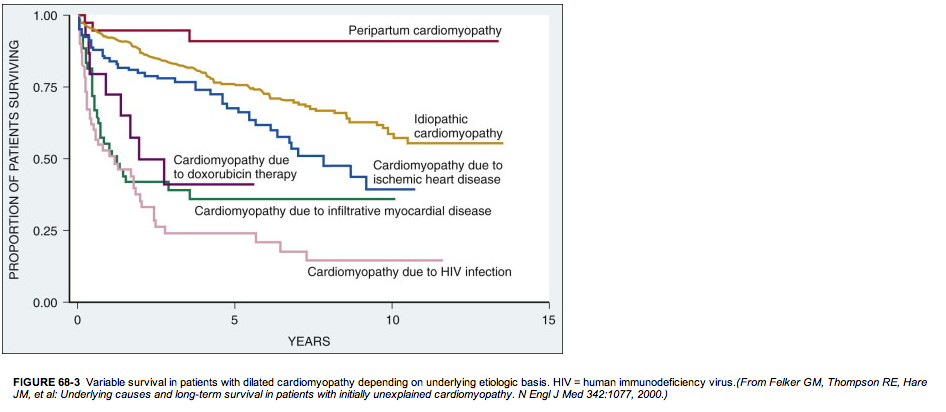 1.00
0.75
0.50
0.25
0.00
PROPORTION OF PATIENTS SURVIVING
Peripartum cardiomyopathy
Idiopathic
cardiomyopathy
Cardiomyopathy due
to doxorubicin therapy
Cardiomyopathy due to
ischemic heart disease
Cardiomyopathy due to infiltrative myocardial disease
Cardiomyopathy due to HIV infection
0 5 10 15
YEARS
FIGURE 68-3 Variable survival in patients with dilated cardiomyopathy depending on underlying etiologic basis. HIV = human immunodeficiency virus.(From Felker GM, Thompson RE, Hare
JM, et al: Underlying causes and long-term survival in patients with initially unexplained cardiomyopathy. N Engl J Med 342:1077, 2000.)